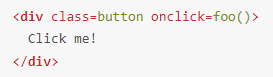 <div class=button onclick=foo()>
  Click me!
</div>